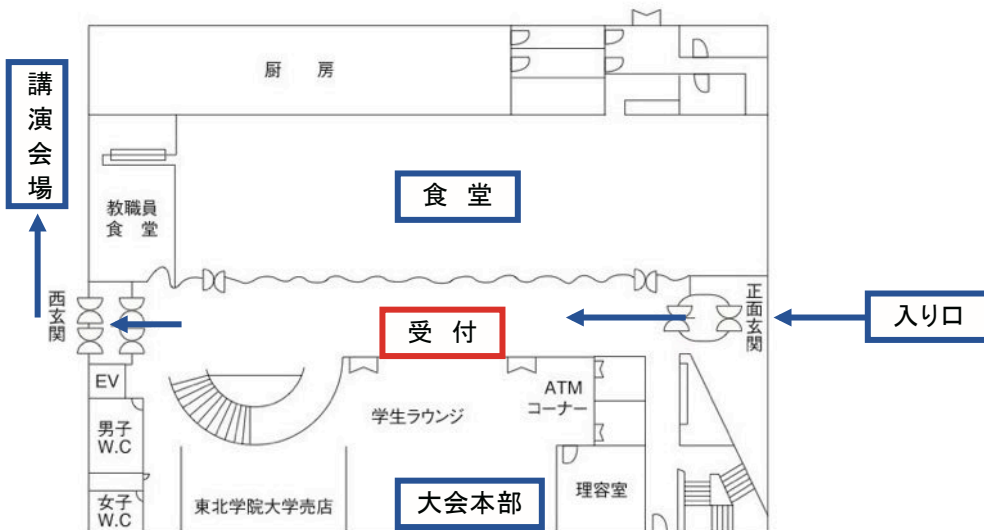 厨 房
講
演
会
場
食 堂
教職員
食 堂
西玄関
受 付
正面玄関
入り口
EV
ATM
コーナー
学生ラウンジ
男子
W.C
女子
W.C
東北学院大学売店
大会本部
理容室